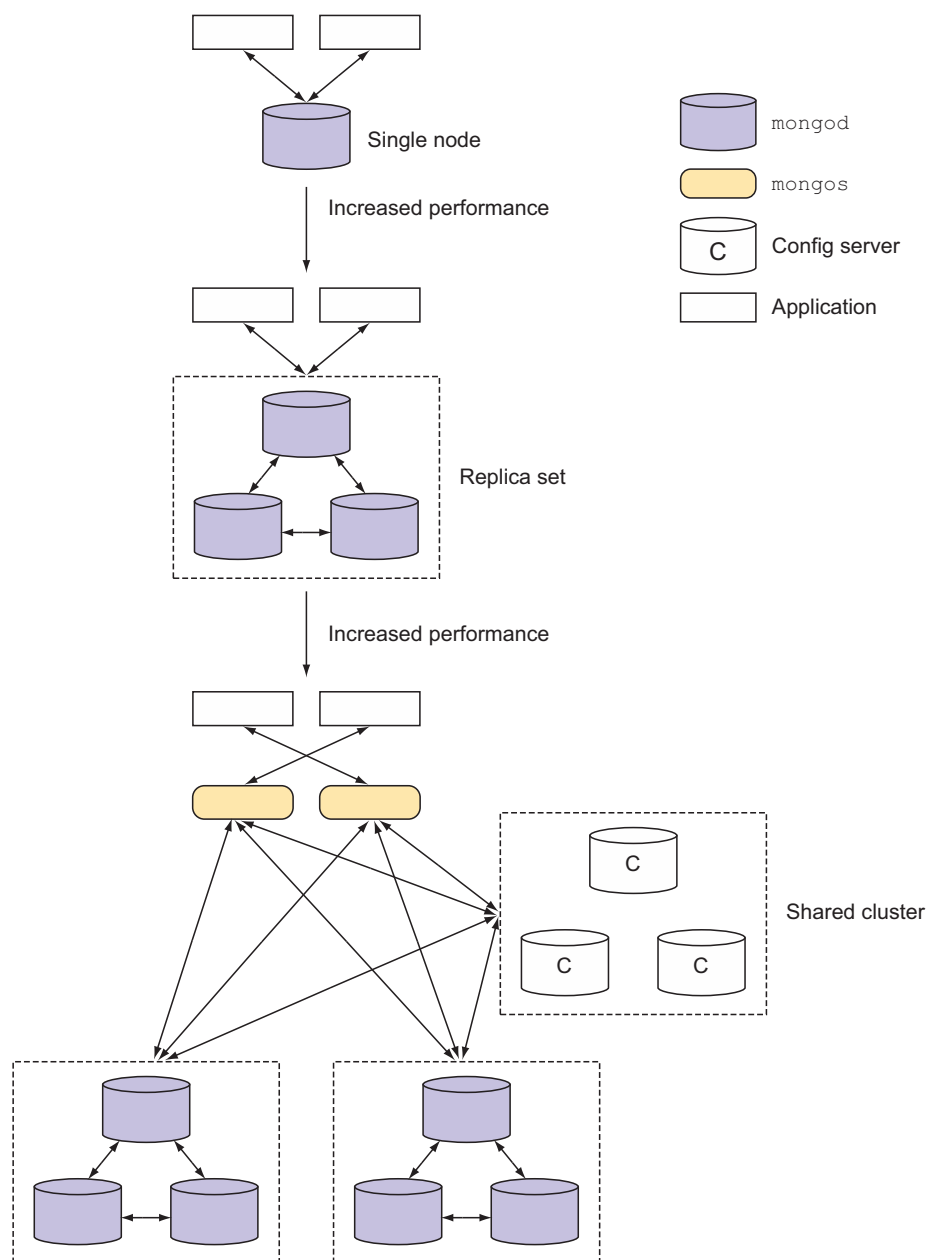 Single node
mongod
mongos
Increased performance
C
Config server
Application
Replica set
Increased performance
C
Shared cluster
C
C